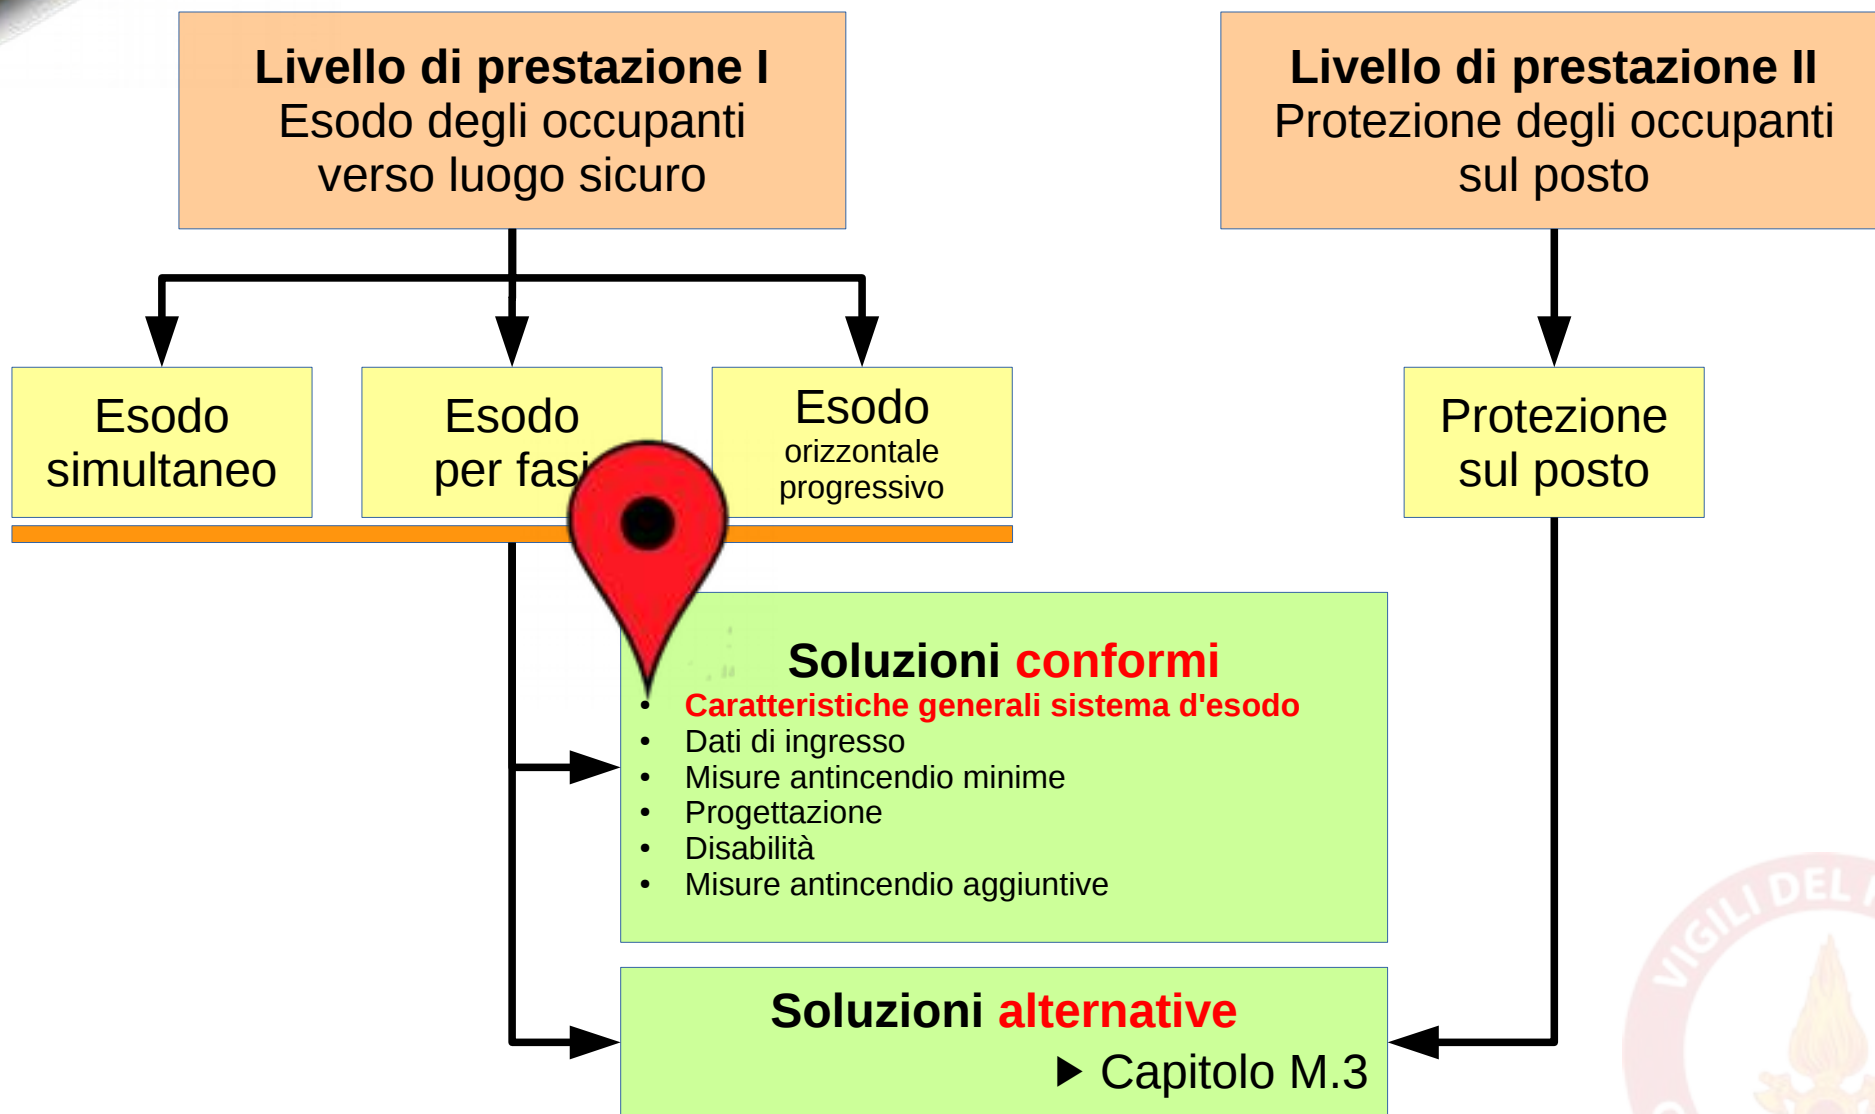 Livello di prestazione I
Esodo degli occupanti
verso luogo sicuro
Livello di prestazione II
Protezione degli occupanti
sul posto
Esodo
simultaneo
Esodo
per fasi
Esodo
orizzontale
progressivo
Protezione
sul posto
Soluzioni conformi
• Caratteristiche generali sistema d'esodo
• Dati di ingresso
• Misure antincendio minime
• Progettazione
• Disabilità
• Misure antincendio aggiuntive
Soluzioni alternative
► Capitolo M.3
VIGILI DEL